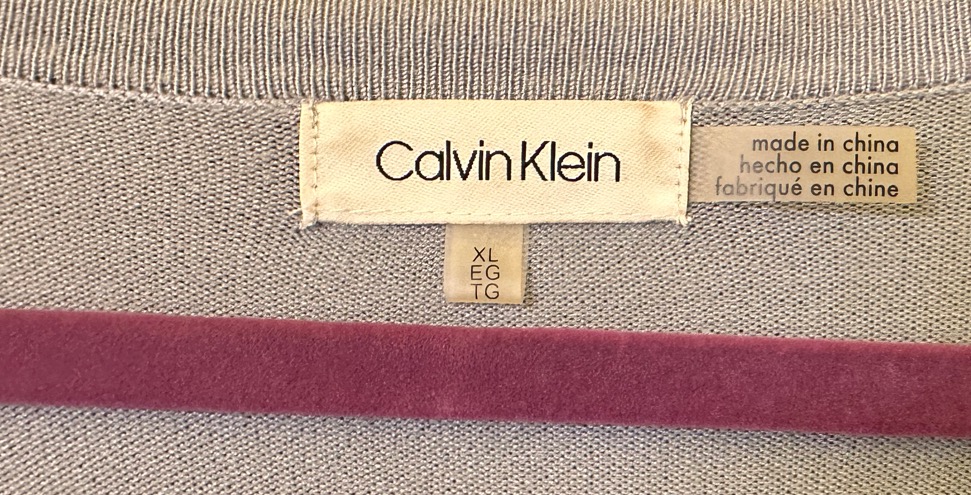 Calvin Klein
made in china
hecho en china
fabriqué en chine
XL
EG
TG